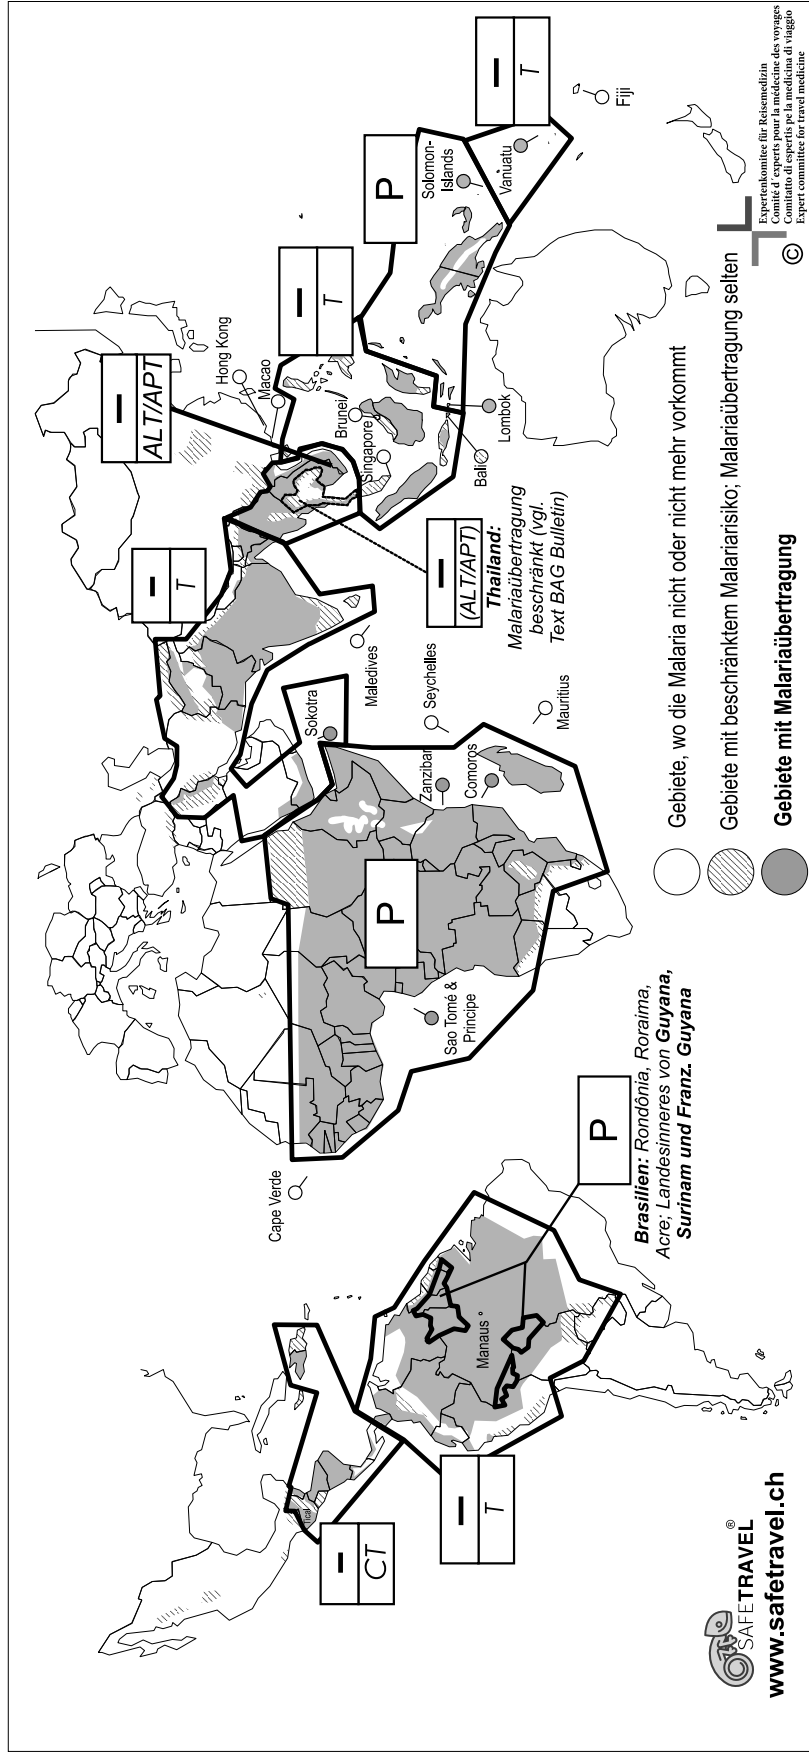 –
CT
Tical
–
T
Manaus °
P
Brasilien: Rondônia, Roraima,
Acre; Landesinneres von Guyana,
Surinam und Franz. Guyana
Cape Verde
Sao Tomé &
Principe
P
Zanzibar
Comoros
Sokotra
Seychelles
Mauritius
Maledives
–
T
–
ALT/APT
Hong Kong
Macao
–
(ALT/APT)
Thailand:
Malariaübertragung
beschränkt (vgl.
Text BAG Bulletin)
Brunei
Singapore
Bali
Lombok
–
T
P
Solomon-
Islands
Vanuatu
–
T
Fiji
Gebiete, wo die Malaria nicht oder nicht mehr vorkommt
Gebiete mit beschränktem Malariarisiko; Malariaübertragung selten
Gebiete mit Malariaübertragung
SAFETRAVEL®
www.safetravel.ch
©
Expertenkomitee für Reisemedizin
Comité d´experts pour la médecine des voyages
Comitatto di espertis pe la medicina di viaggio
Expert committee for travel medicine